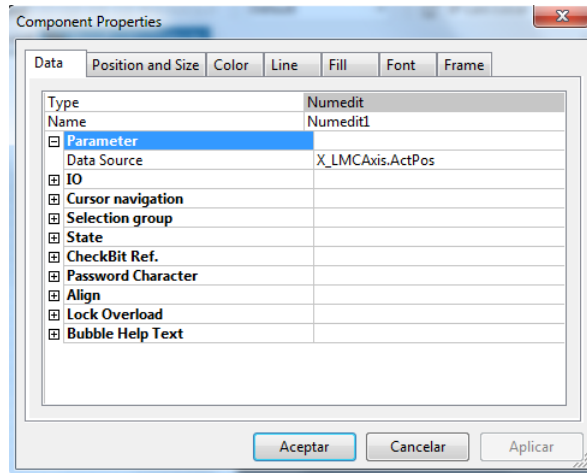 Component Properties
Data Position and Size Color Line Fill Font Frame
Type Numedit
Name Numedit1
Parameter
Data Source X_LMCAxis.ActPos
IO
Cursor navigation
Selection group
State
CheckBit Ref.
Password Character
Align
Lock Overload
Bubble Help Text
Aceptar Cancelar Aplicar